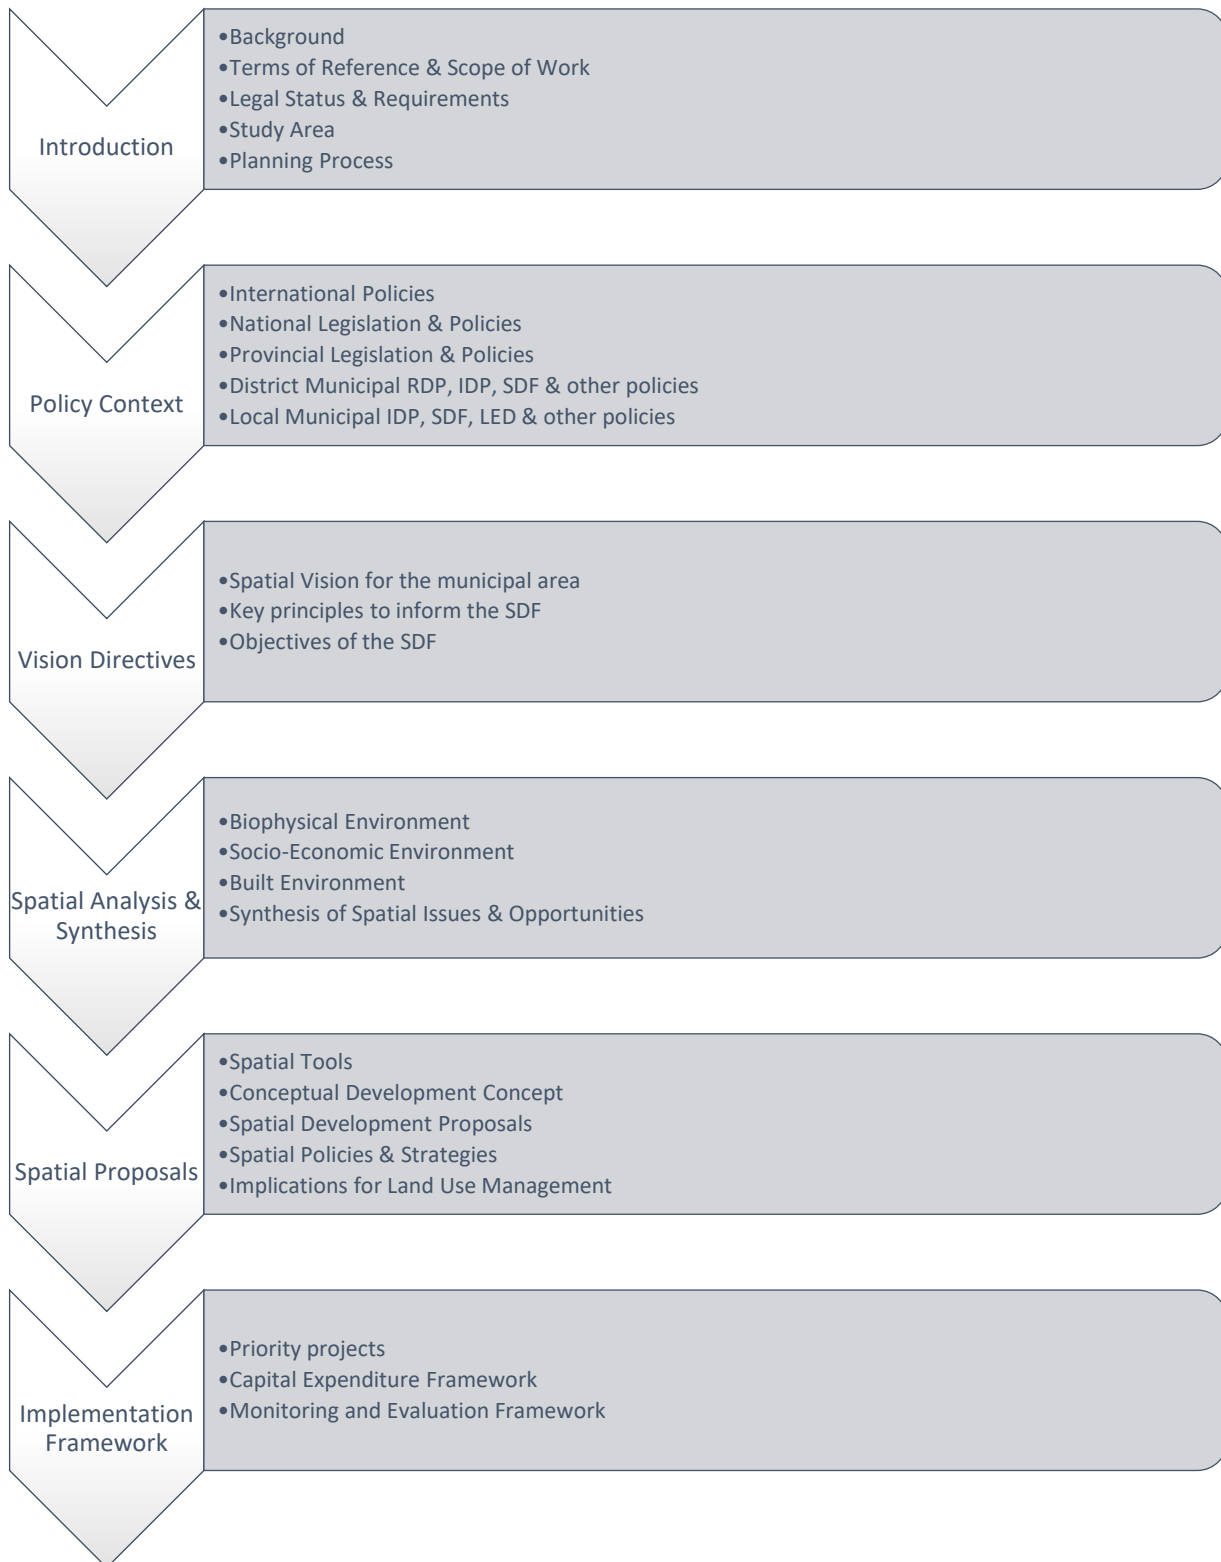 Introduction
•Background
•Terms of Reference & Scope of Work
•Legal Status & Requirements
•Study Area
•Planning Process
Policy Context
•International Policies
•National Legislation & Policies
•Provincial Legislation & Policies
•District Municipal RDP, IDP, SDF & other policies
•Local Municipal IDP, SDF, LED & other policies
Vision Directives
•Spatial Vision for the municipal area
•Key principles to inform the SDF
•Objectives of the SDF
Spatial Analysis &
Synthesis
•Biophysical Environment
•Socio-Economic Environment
•Built Environment
•Synthesis of Spatial Issues & Opportunities
Spatial Proposals
•Spatial Tools
•Conceptual Development Concept
•Spatial Development Proposals
•Spatial Policies & Strategies
•Implications for Land Use Management
Implementation
Framework
•Priority projects
•Capital Expenditure Framework
•Monitoring and Evaluation Framework